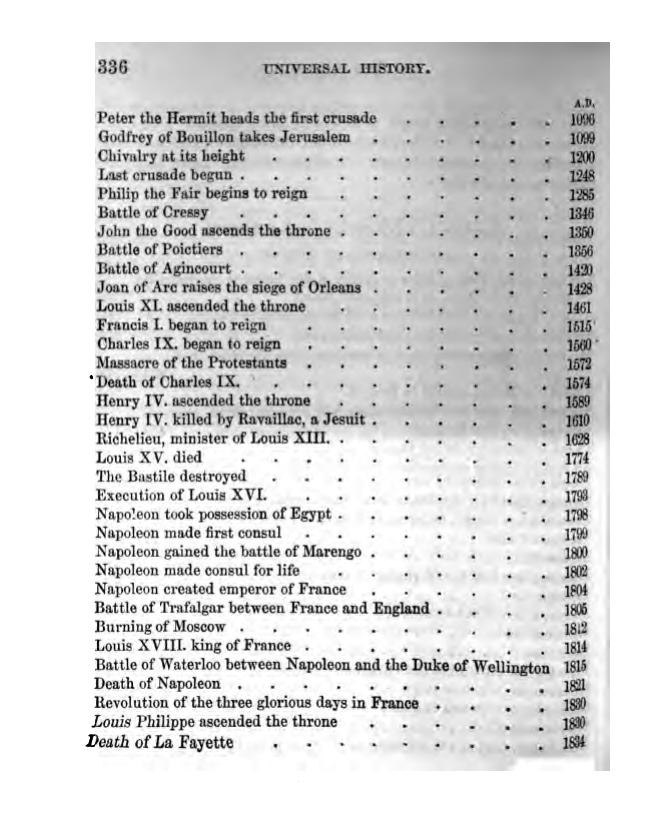 336 UNIVERSAL HISTORY.
A.D.
Peter the Hermit heads the first crusade . . . . . 1096
Godfrey of Bouillon takes Jerusalem . . . . . . 1099
Chivalry at its height . . . . . . . . . 1200
Last crusade begun . . . . . . . . . . 1248
Philip the Fair begins to reign . . . . . . . 1285
Battle of Cressy . . . . . . . . . . 1346
John the Good ascends the throne . . . . . . . 1350
Battle of Poictiers . . . . . . . . . . 1356
Battle of Agincourt . . . . . . . . . . 1420
Joan of Arc raises the siege of Orleans . . . . . . 1428
Louis XI. ascended the throne . . . . . . . 1461
Francis I. began to reign . . . . . . . . 1515
Charles IX. began to reign . . . . . . . . 1560
Massacre of the Protestants . . . . . . . . 1572
Death of Charles IX. . . . . . . . . . 1574
Henry IV. ascended the throne . . . . . . . 1589
Henry IV. killed by Ravaillac, a Jesuit . . . . . . 1610
Richelieu, minister of Louis XIII. . . . . . . . 1628
Louis XV. died . . . . . . . . . . 1774
The Bastile destroyed . . . . . . . . . 1789
Execution of Louis XVI. . . . . . . . . 1793
Napoleon took possession of Egypt . . . . . . . 1798
Napoleon made first consul . . . . . . . . 1799
Napoleon gained the battle of Marengo . . . . . 1800
Napoleon made consul for life . . . . . . . 1802
Napoleon created emperor of France . . . . . . 1804
Battle of Trafalgar between France and England . . . . 1805
Burning of Moscow . . . . . . . . . . 1812
Louis XVIII. king of France . . . . . . . . 1814
Battle of Waterloo between Napoleon and the Duke of Wellington 1815
Death of Napoleon . . . . . . . . . . 1821
Revolution of the three glorious days in France . . . . 1830
Louis Philippe ascended the throne . . . . . . 1830
Death of La Fayette . . . . . . . . . 1834